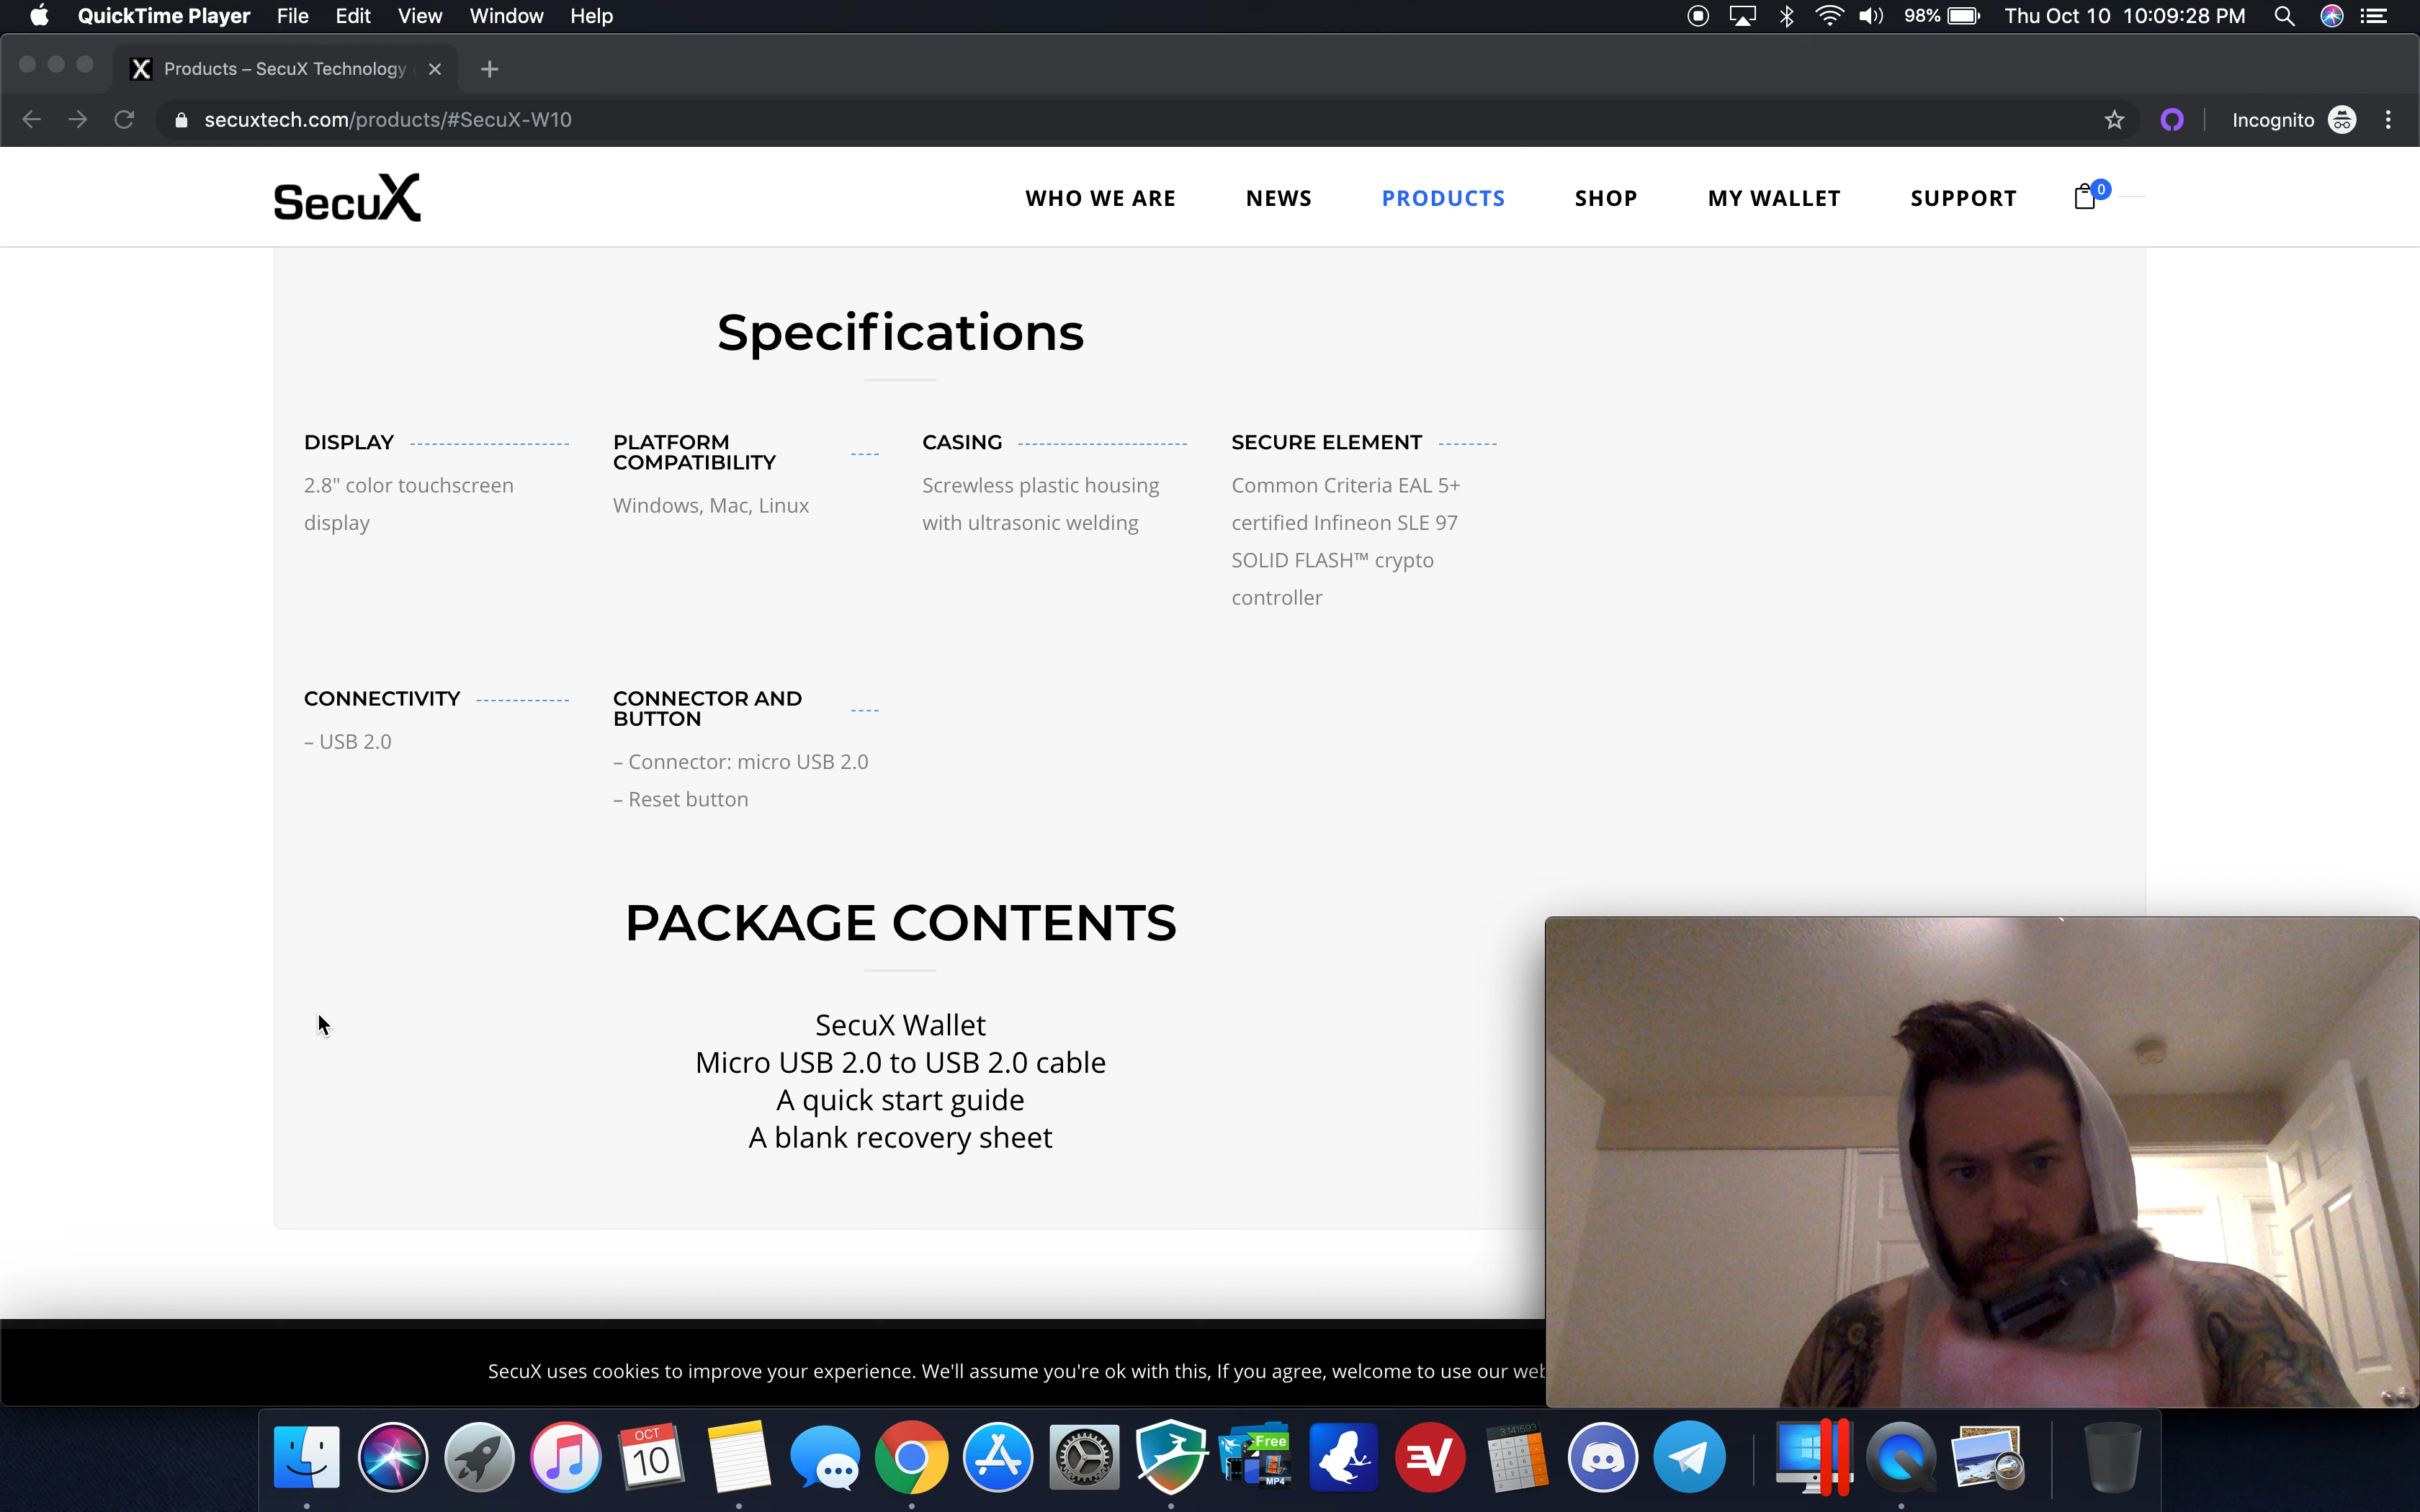 QuickTime Player File Edit View Window Help 98% Thu Oct 10 10:09:28 PM
Products – SecuX Technology
secuxtech.com/products/#SecuX-W10 Incognito
SecuX WHO WE ARE NEWS PRODUCTS SHOP MY WALLET SUPPORT 0
Specifications
DISPLAY
2.8" color touchscreen
display
PLATFORM
COMPATIBILITY
Windows, Mac, Linux
CASING
Screwless plastic housing
with ultrasonic welding
SECURE ELEMENT
Common Criteria EAL 5+
certified Infineon SLE 97
SOLID FLASH™ crypto
controller
CONNECTIVITY
– USB 2.0
CONNECTOR AND
BUTTON
– Connector: micro USB 2.0
– Reset button
PACKAGE CONTENTS
SecuX Wallet
Micro USB 2.0 to USB 2.0 cable
A quick start guide
A blank recovery sheet
SecuX uses cookies to improve your experience. We'll assume you're ok with this, If you agree, welcome to use our web
OCT
10
Free
MP4
3.141593